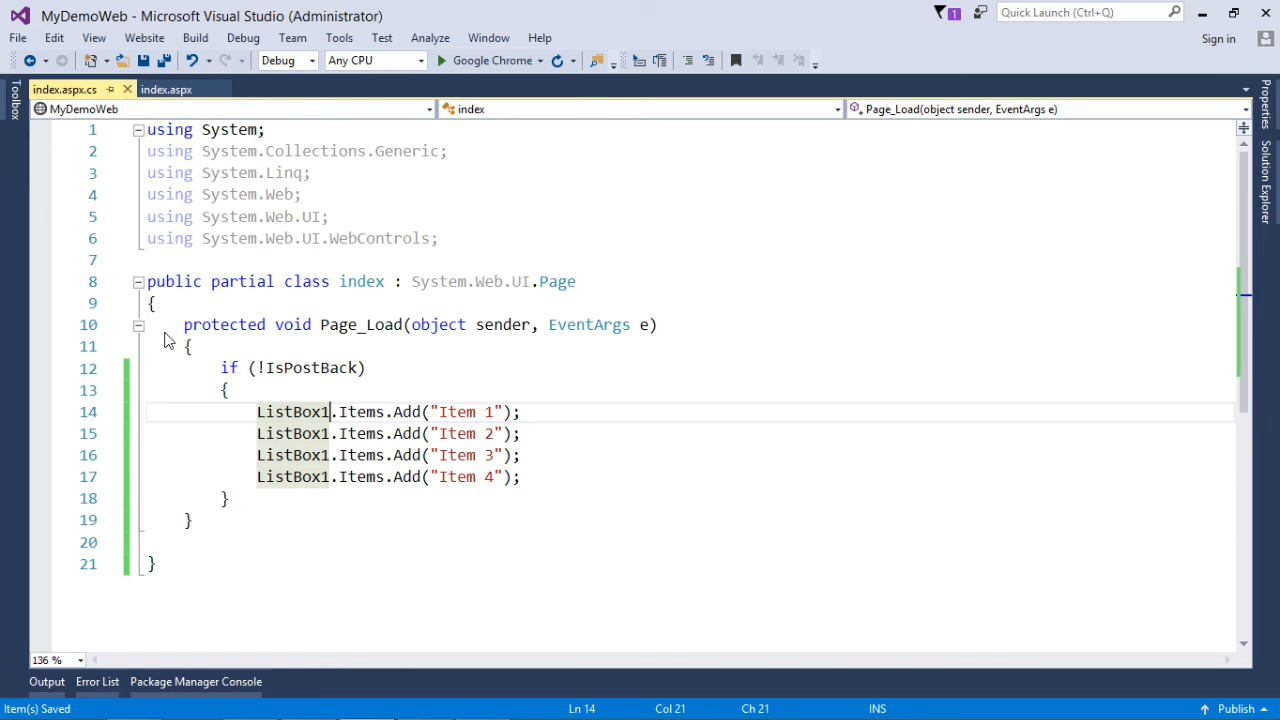 MyDemoWeb - Microsoft Visual Studio (Administrator)
1
Quick Launch (Ctrl+Q)
File Edit View Website Build Debug Team Tools Test Analyze Window Help
Sign in
Debug Any CPU Google Chrome
index.aspx.cs index.aspx
MyDemoWeb index Page_Load(object sender, EventArgs e)
Toolbox
Properties
Solution Explorer
1 using System;
2 using System.Collections.Generic;
3 using System.Linq;
4 using System.Web;
5 using System.Web.UI;
6 using System.Web.UI.WebControls;
7
8 public partial class index : System.Web.UI.Page
9 {
10 protected void Page_Load(object sender, EventArgs e)
11 {
12 if (!IsPostBack)
13 {
14 ListBox1.Items.Add("Item 1");
15 ListBox1.Items.Add("Item 2");
16 ListBox1.Items.Add("Item 3");
17 ListBox1.Items.Add("Item 4");
18 }
19 }
20
21 }
136 %
Output Error List Package Manager Console
Item(s) Saved Ln 14 Col 21 Ch 21 INS Publish